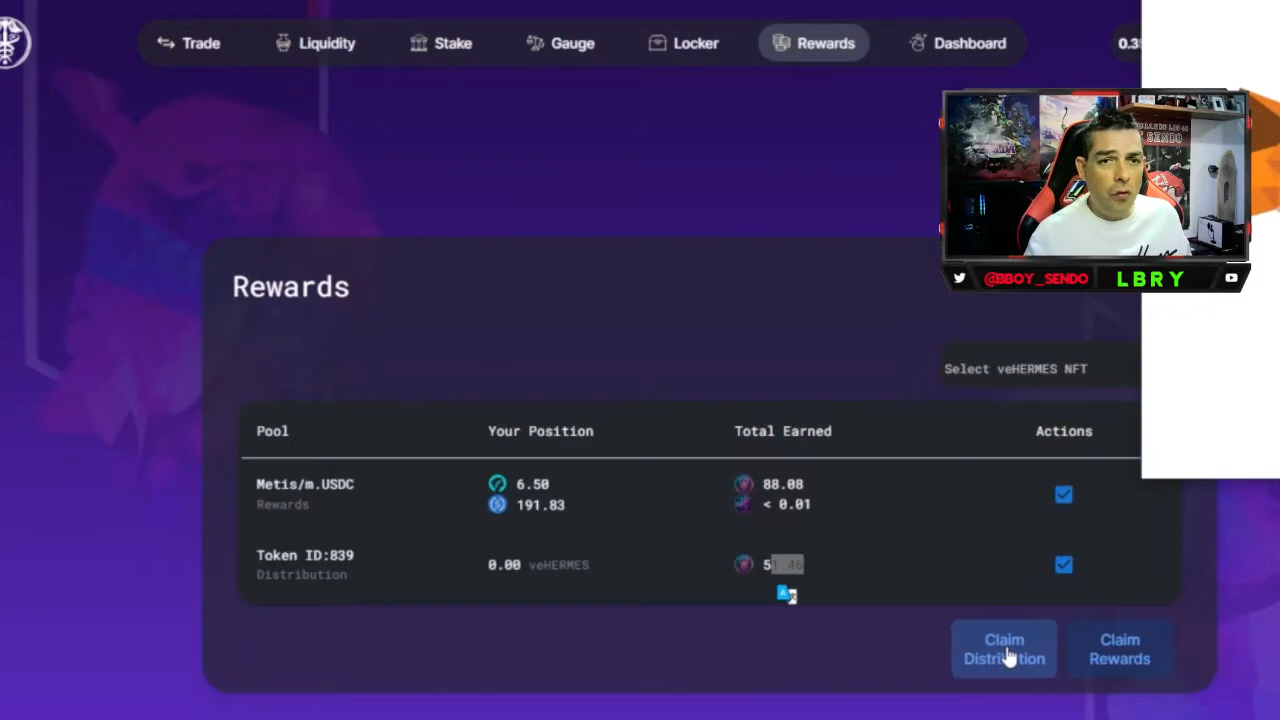 Trade Liquidity Stake Gauge Locker Rewards Dashboard
@BBOY_SENDO LBRY
Rewards
Select veHERMES NFT
Pool Your Position Total Earned Actions
Metis/m.USDC 6.50 88.08
Rewards 191.83 < 0.01
Token ID:839 0.00 veHERMES 51.46
Distribution
Claim Claim
Distribution Rewards